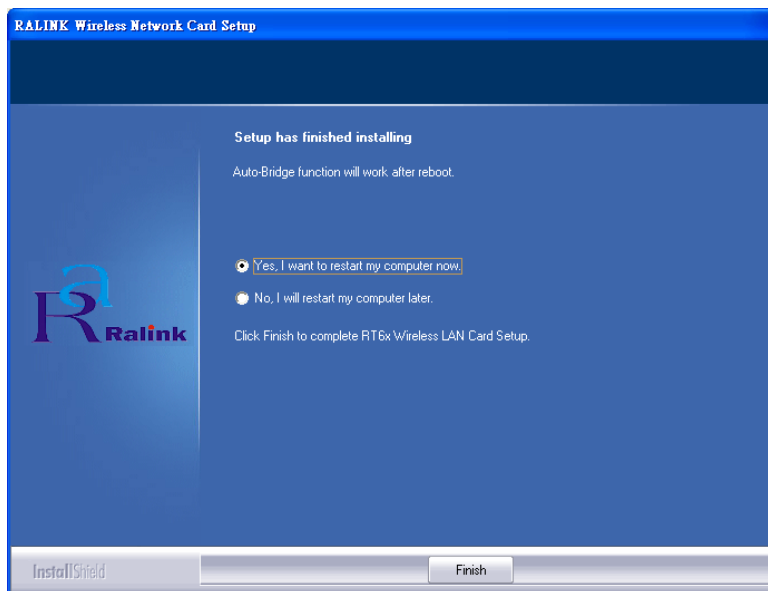 RALINK Wireless Network Card Setup
Setup has finished installing
Auto-Bridge function will work after reboot.
Yes, I want to restart my computer now.
No, I will restart my computer later.
Ra
Ralink
Click Finish to complete RT6x Wireless LAN Card Setup.
InstallShield
Finish